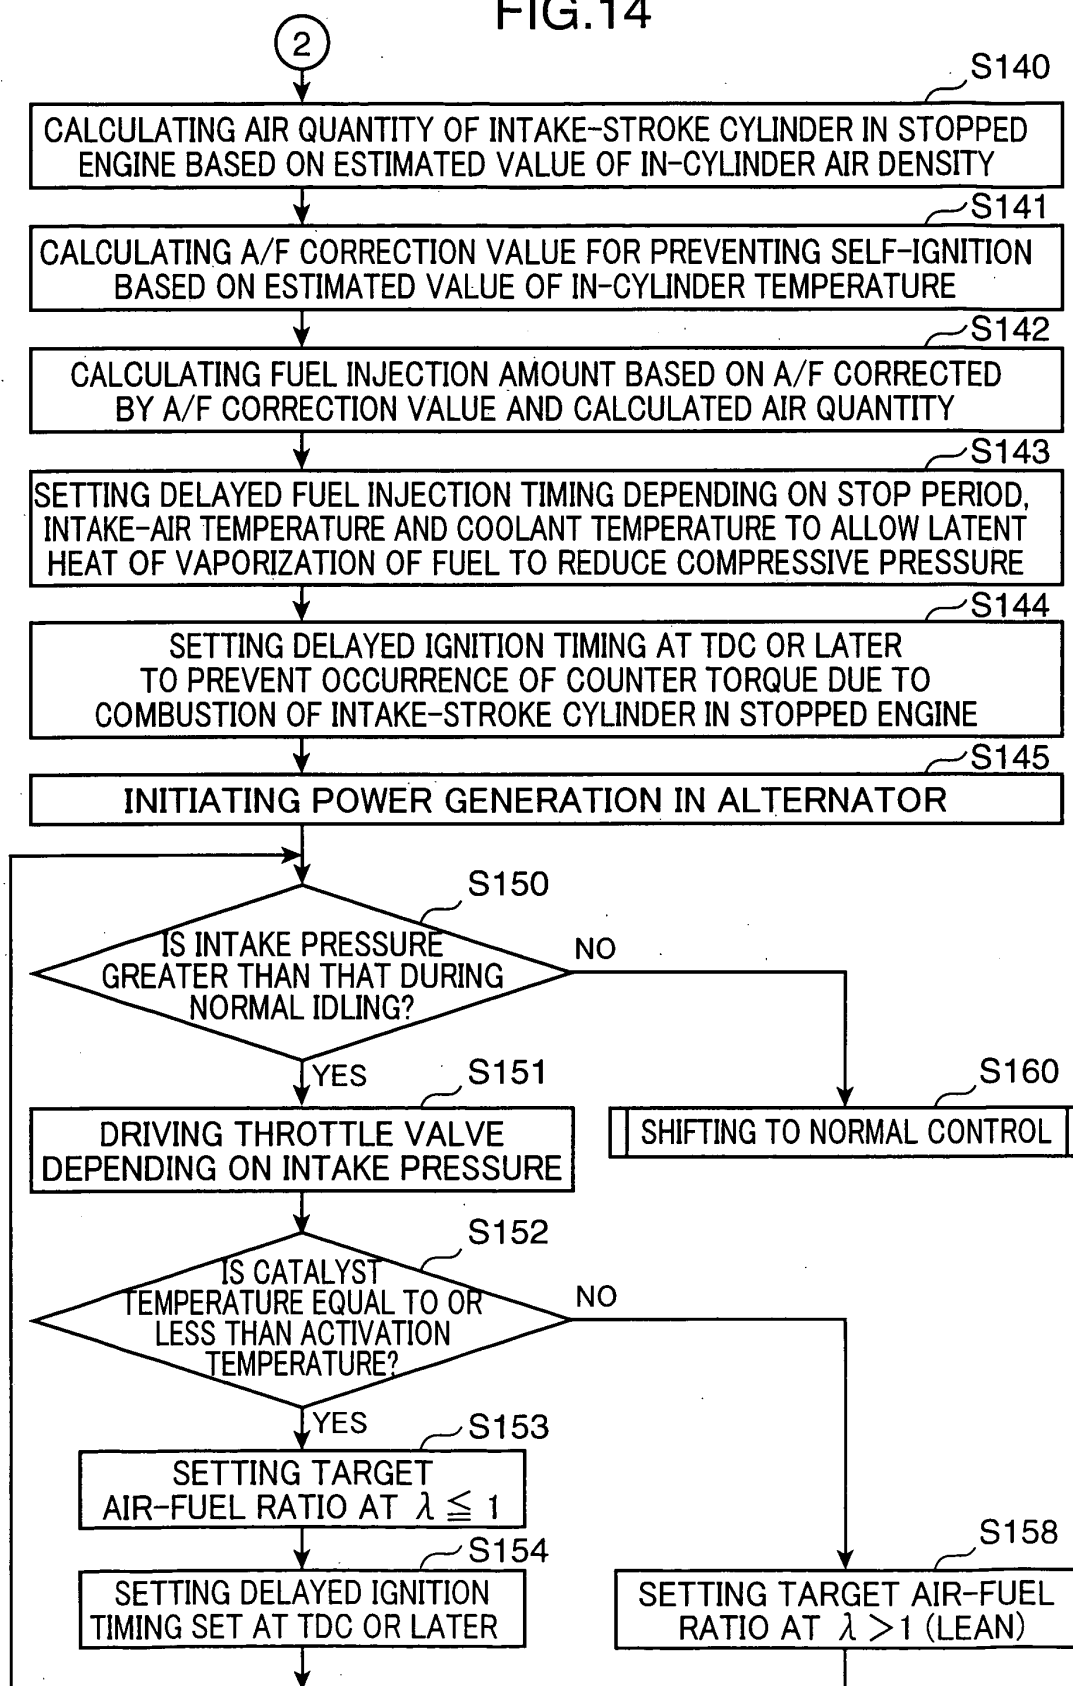 FIG.14
2
S140
CALCULATING AIR QUANTITY OF INTAKE-STROKE CYLINDER IN STOPPED
ENGINE BASED ON ESTIMATED VALUE OF IN-CYLINDER AIR DENSITY
S141
CALCULATING A/F CORRECTION VALUE FOR PREVENTING SELF-IGNITION
BASED ON ESTIMATED VALUE OF IN-CYLINDER TEMPERATURE
S142
CALCULATING FUEL INJECTION AMOUNT BASED ON A/F CORRECTED
BY A/F CORRECTION VALUE AND CALCULATED AIR QUANTITY
S143
SETTING DELAYED FUEL INJECTION TIMING DEPENDING ON STOP PERIOD,
INTAKE-AIR TEMPERATURE AND COOLANT TEMPERATURE TO ALLOW LATENT
HEAT OF VAPORIZATION OF FUEL TO REDUCE COMPRESSIVE PRESSURE
S144
SETTING DELAYED IGNITION TIMING AT TDC OR LATER
TO PREVENT OCCURRENCE OF COUNTER TORQUE DUE TO
COMBUSTION OF INTAKE-STROKE CYLINDER IN STOPPED ENGINE
S145
INITIATING POWER GENERATION IN ALTERNATOR
S150
IS INTAKE PRESSURE
GREATER THAN THAT DURING
NORMAL IDLING?
NO
YES
S151
DRIVING THROTTLE VALVE
DEPENDING ON INTAKE PRESSURE
S160
SHIFTING TO NORMAL CONTROL
S152
IS CATALYST
TEMPERATURE EQUAL TO OR
LESS THAN ACTIVATION
TEMPERATURE?
NO
YES
S153
SETTING TARGET
AIR-FUEL RATIO AT λ ≦ 1
S154
SETTING DELAYED IGNITION
TIMING SET AT TDC OR LATER
S158
SETTING TARGET AIR-FUEL
RATIO AT λ >1 (LEAN)